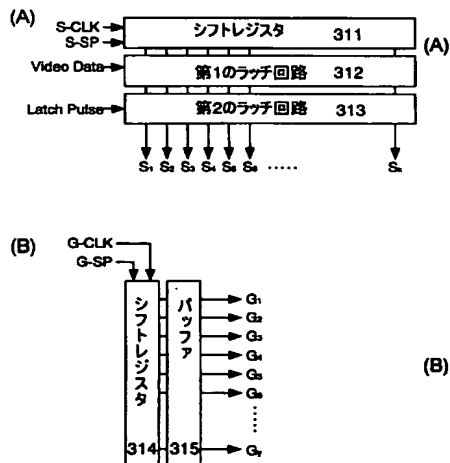 (A)
S-CLK
S-SP
シフトレジスタ 311
(A)
Video Data
第1のラッチ回路 312
Latch Pulse
第2のラッチ回路 313
S₁ S₂ S₃ S₄ S₅ S₆ ..... Sₓ
(B)
G-CLK
G-SP
シフトレジスタ
314
バッファ
315
G₁
G₂
G₃
G₄
G₅
G₆
G_y
(B)